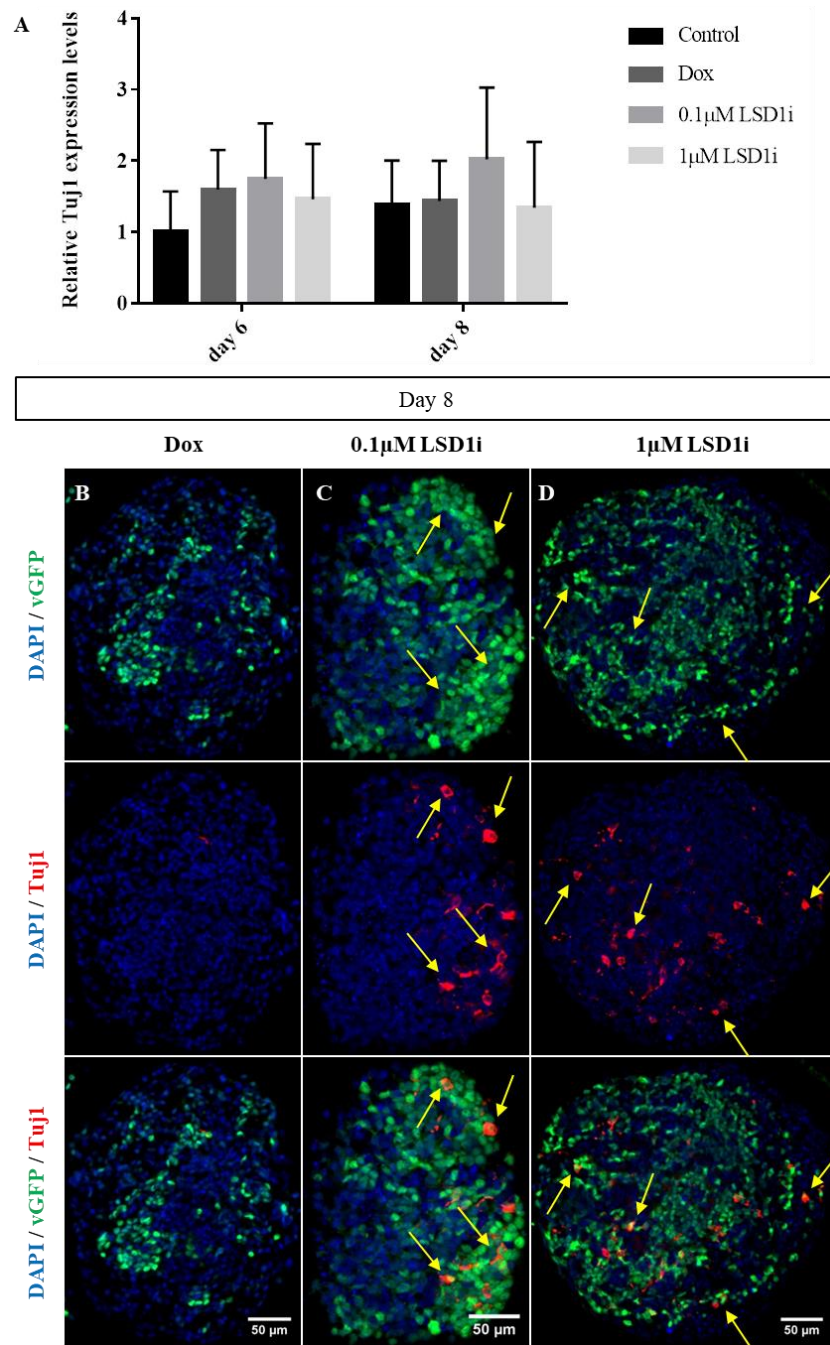 A
Relative Tuj1 expression levels
4
3
2
1
0
day 6
day 8
Control
Dox
0.1μM LSD1i
1μM LSD1i
Day 8
Dox
0.1μM LSD1i
1μM LSD1i
B
C
D
DAPI / vGFP
DAPI / Tuj1
DAPI / vGFP / Tuj1
50 μm
50 μm
50 μm